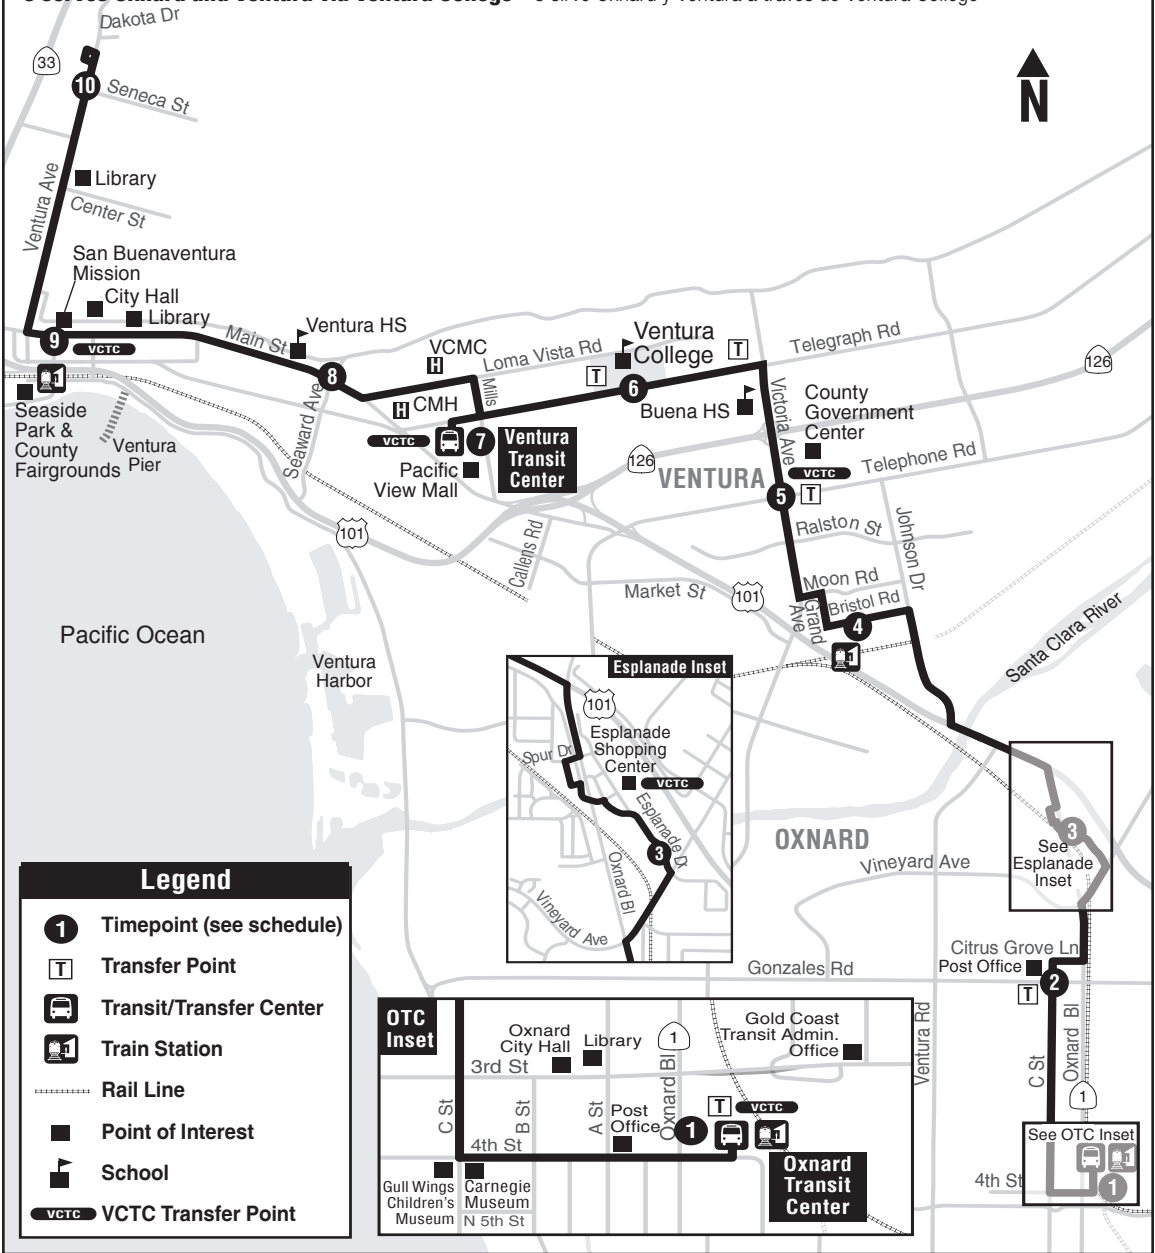 Dakota Dr
33
10
Seneca St
N
Ventura Ave
Library
Center St
San Buenaventura
Mission
City Hall
Library
9
VCTC
Main St
Ventura HS
8
Seaward Ave
VCMC
H
Loma Vista Rd
Mills
H CMH
VCTC
7
Ventura
Transit
Center
Pacific
View Mall
Ventura
College
T
T
6
Buena HS
Telegraph Rd
126
Victoria Ave
County
Government
Center
VCTC
Telephone Rd
126
VENTURA
5
T
Ralston St
Johnson Dr
Seaside
Park &
County
Fairgrounds
Ventura
Pier
101
Callens Rd
Market St
101
Moon Rd
Grand
Ave
Bristol Rd
4
Santa Clara River
Pacific Ocean
Ventura
Harbor
Esplanade Inset
101
Esplanade
Shopping
Center
VCTC
Spur Dr
Esplanade Dr
3
Oxnard Bl
Vineyard Ave
OXNARD
Vineyard Ave
3
See
Esplanade
Inset
Citrus Grove Ln
Post Office
2
T
Gonzales Rd
Ventura Rd
C St
Oxnard Bl
1
See OTC Inset
4th St
1
Legend
1 Timepoint (see schedule)
T Transfer Point
Transit/Transfer Center
Train Station
Rail Line
Point of Interest
School
VCTC VCTC Transfer Point
OTC
Inset
Oxnard
City Hall
Library
1
Gold Coast
Transit Admin.
Office
3rd St
C St
B St
A St
Oxnard Bl
Post
Office
1
T
VCTC
4th St
Oxnard
Transit
Center
Gull Wings
Children's
Museum
Carnegie
Museum
N 5th St